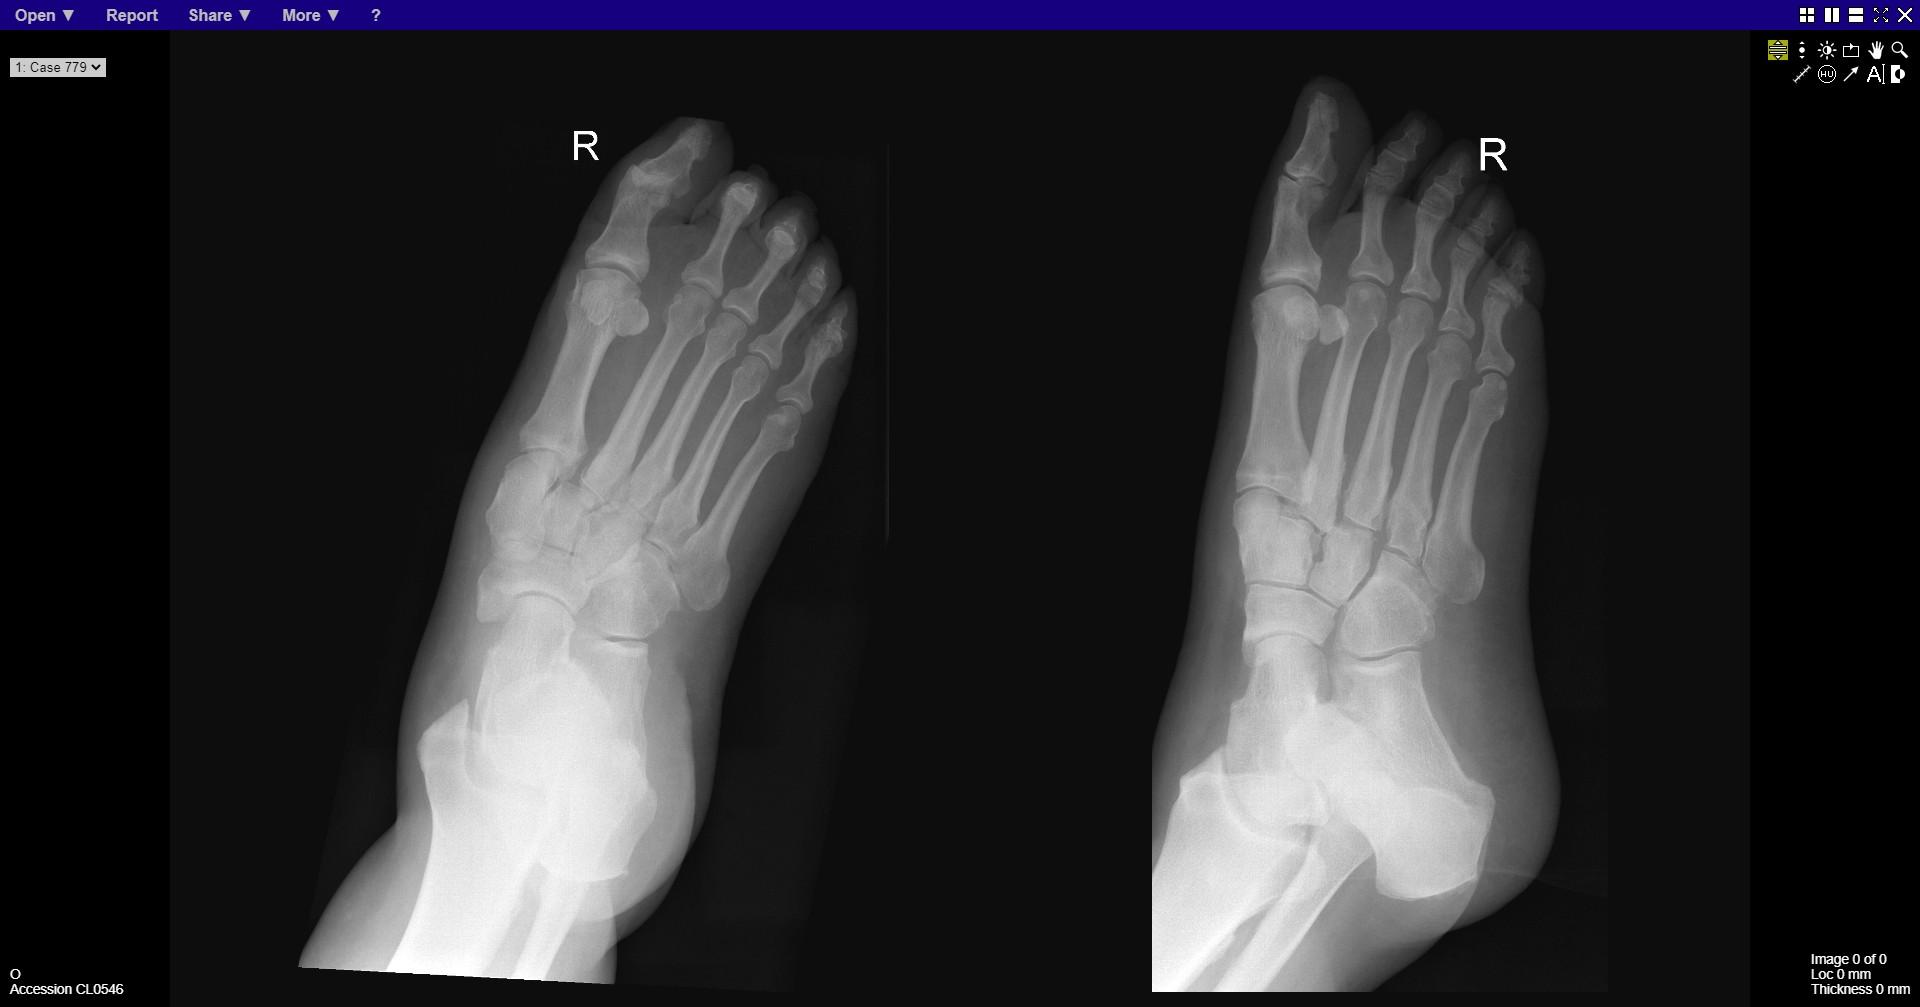 Open ▼ Report Share ▼ More ▼ ?
1: Case 779
HU
A
R
R
O
Accession CL0546
Image 0 of 0
Loc 0 mm
Thickness 0 mm